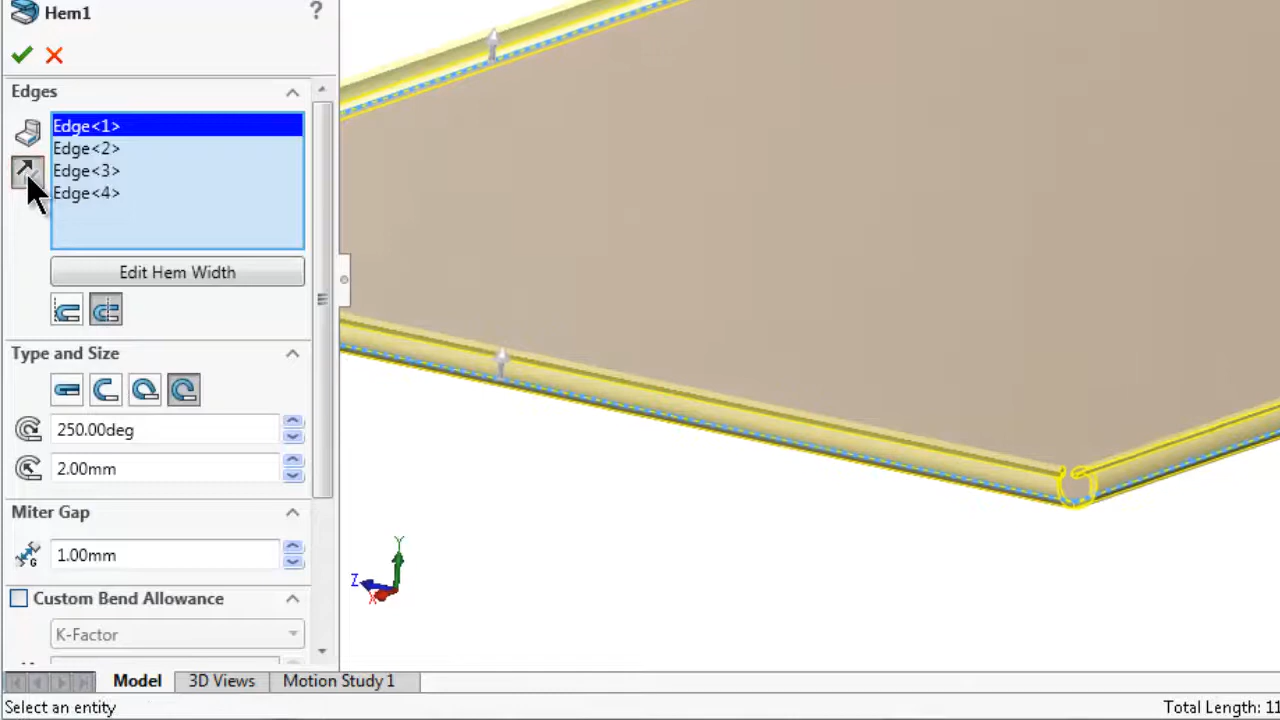 Hem1
?
Edges
Edge<1>
Edge<2>
Edge<3>
Edge<4>
Edit Hem Width
Type and Size
250.00deg
2.00mm
Miter Gap
G
1.00mm
Custom Bend Allowance
K-Factor
Y
Z
X
Model
3D Views
Motion Study 1
Select an entity
Total Length: 11